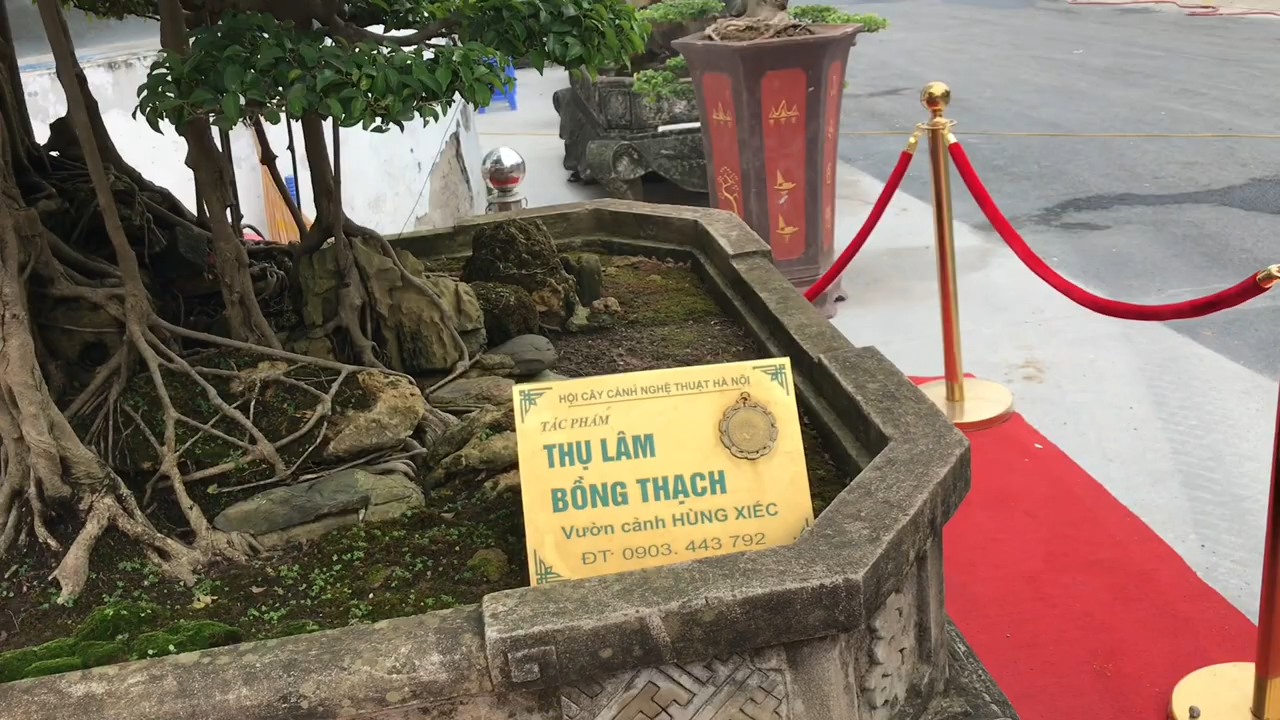 HỘI CÂY CẢNH NGHỆ THUẬT HÀ NỘI
TÁC PHẨM
THỤ LÂM
BỒNG THẠCH
Vườn cảnh HÙNG XIẾC
ĐT: 0903. 443 792